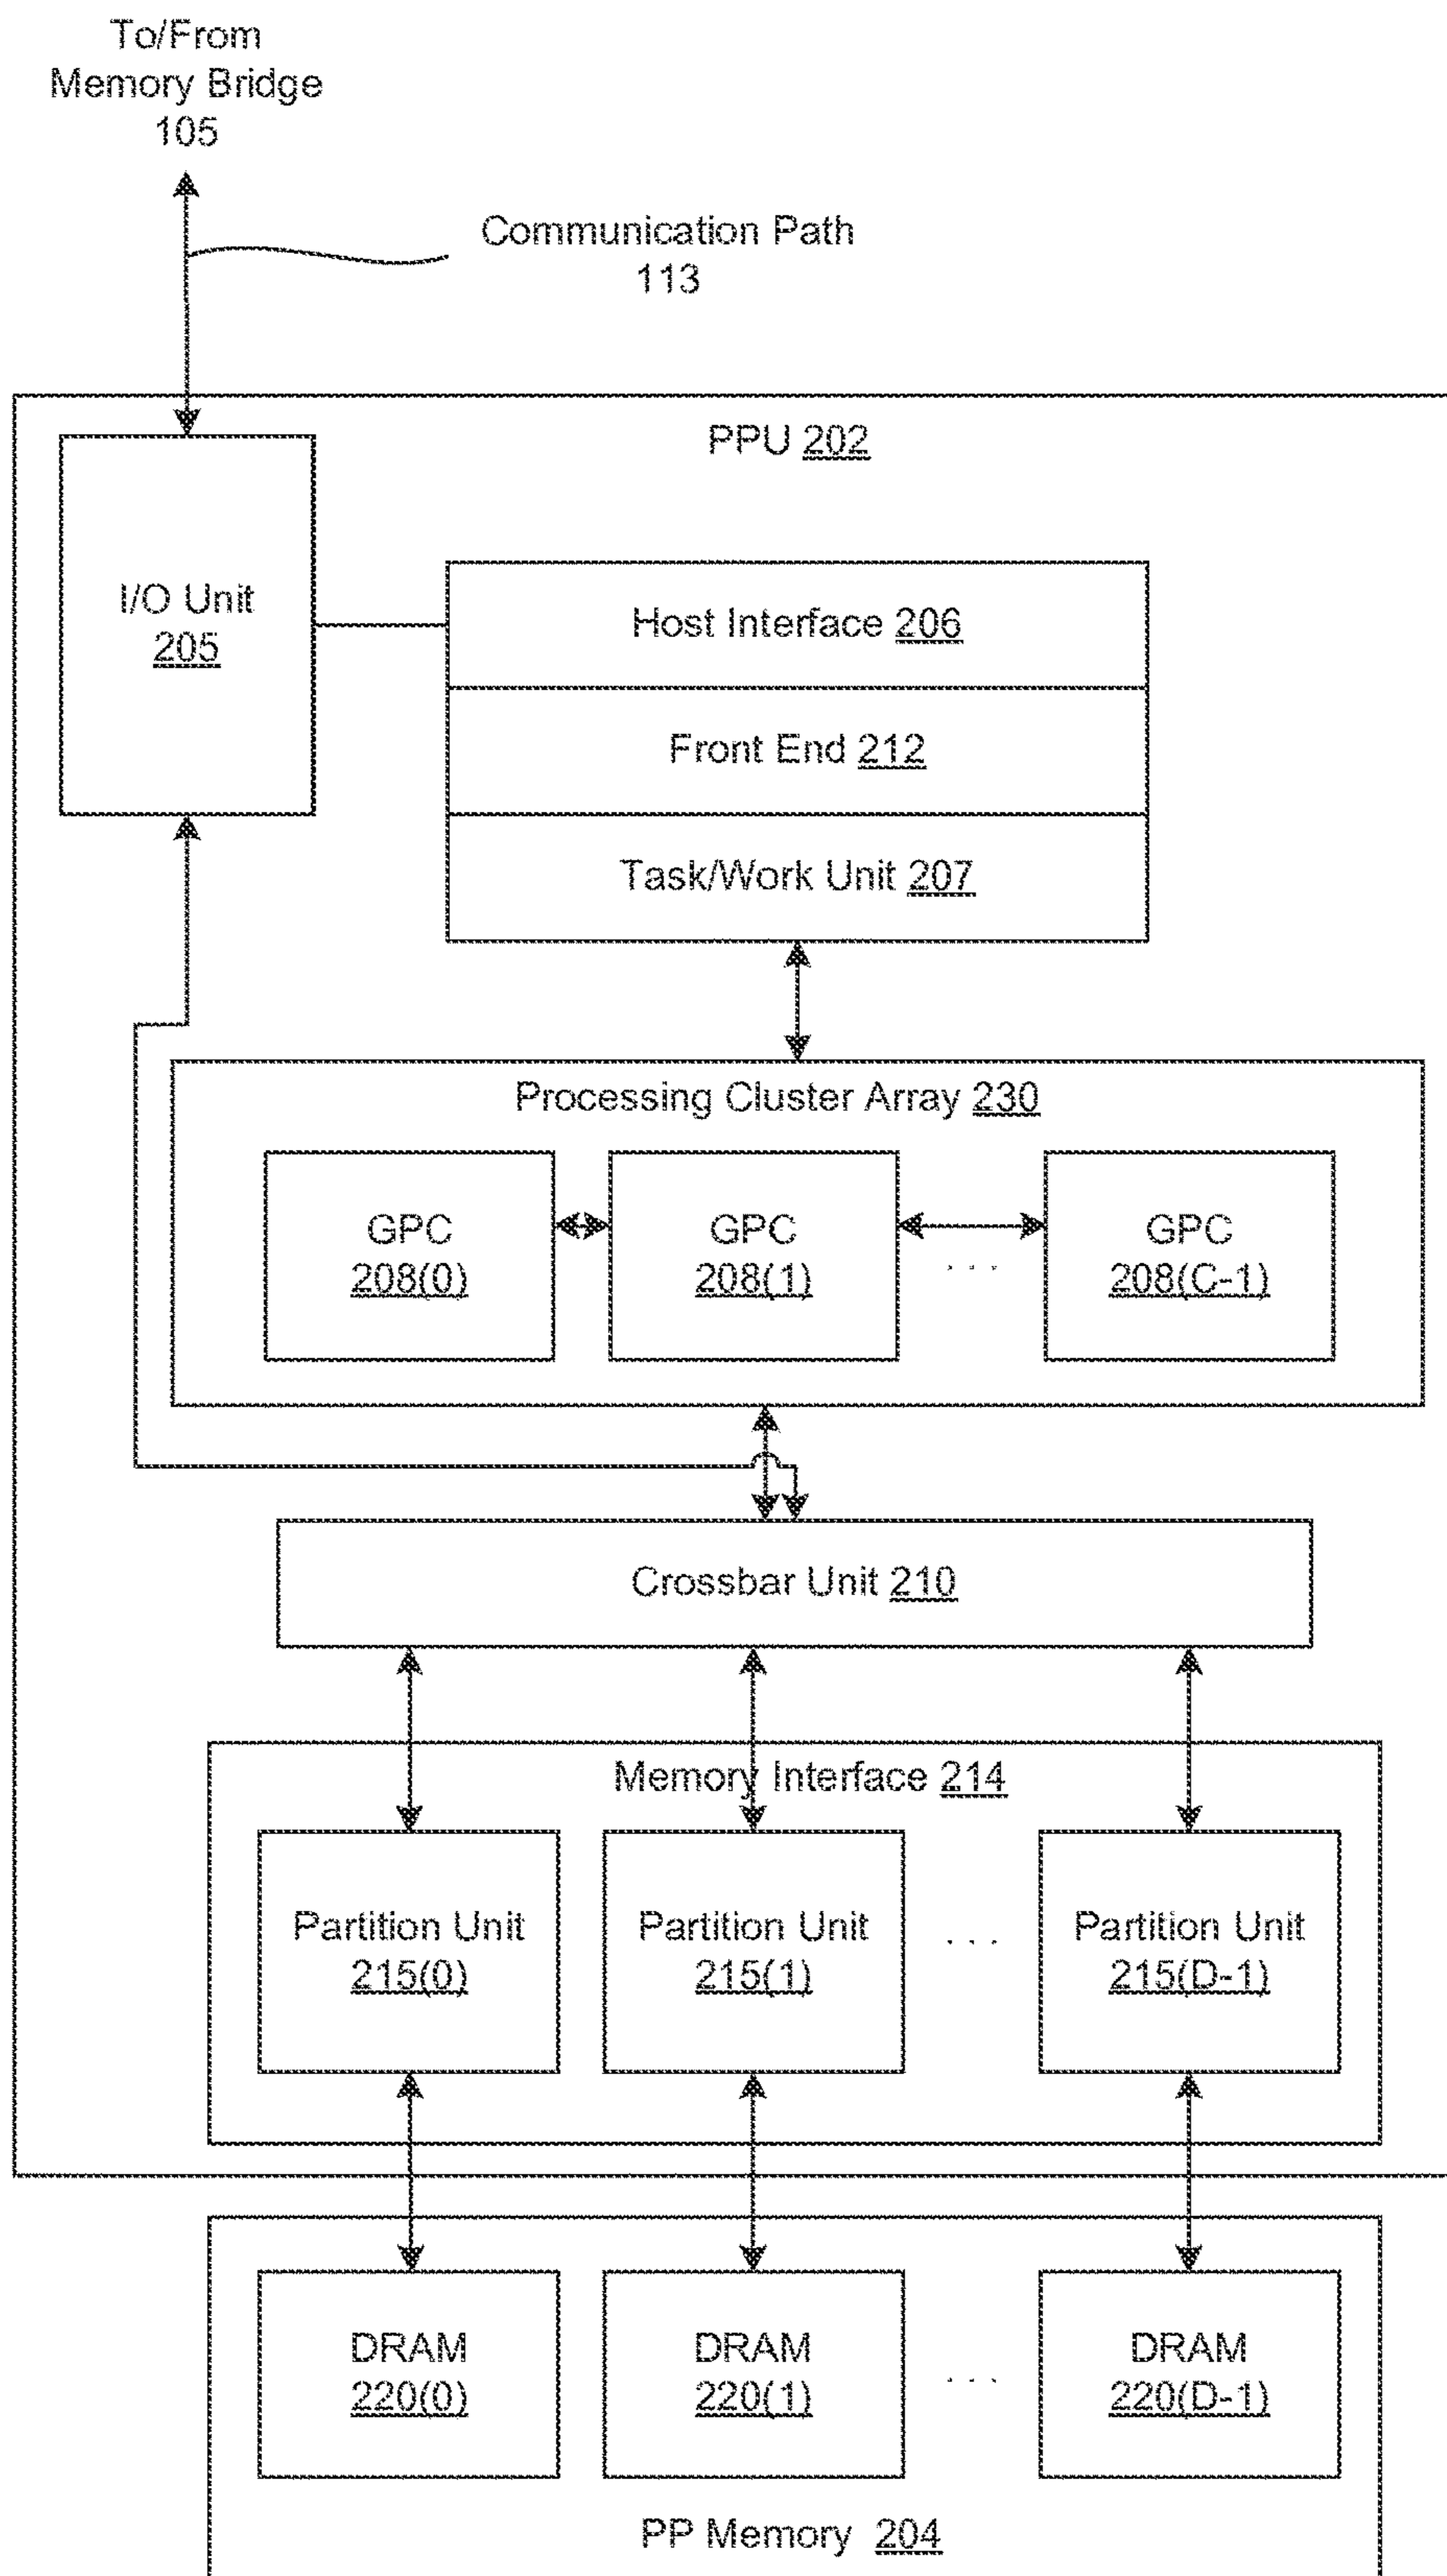 To/From
Memory Bridge
105
Communication Path
113
PPU 202
I/O Unit
205
Host Interface 206
Front End 212
Task/Work Unit 207
Processing Cluster Array 230
GPC
208(0)
GPC
208(1)
. . .
GPC
208(C-1)
Crossbar Unit 210
Memory Interface 214
Partition Unit
215(0)
Partition Unit
215(1)
. . .
Partition Unit
215(D-1)
DRAM
220(0)
DRAM
220(1)
. . .
DRAM
220(D-1)
PP Memory 204